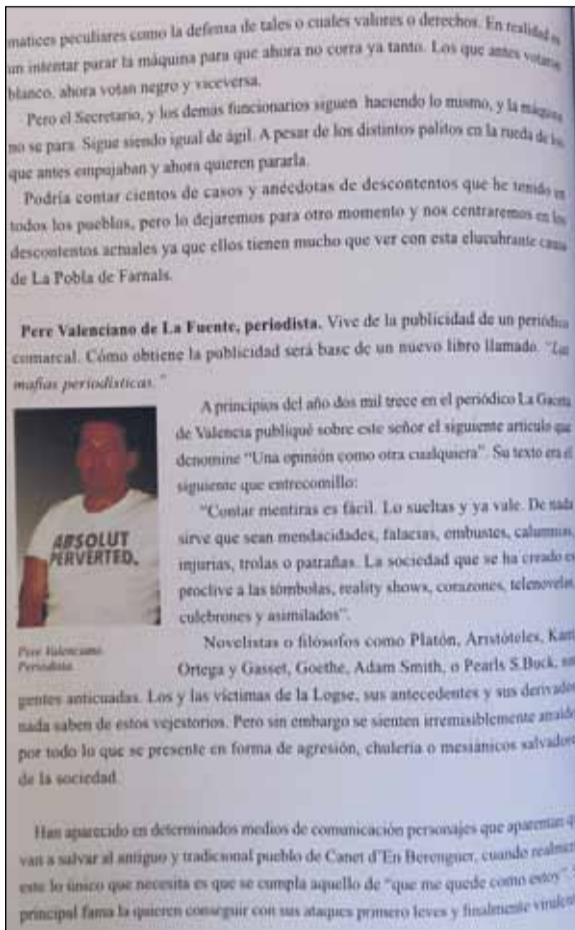 matices peculiares como la defensa de tales o cuales valores o derechos. En realidad es
un intentar parar la máquina para que ahora no corra ya tanto. Los que antes votaron
blanco, ahora votan negro y viceversa.
Pero el Secretario, y los demás funcionarios siguen haciendo lo mismo, y la máquina
no se para. Sigue siendo igual de ágil. A pesar de los distintos palitos en la rueda de los
que antes empujaban y ahora quieren pararla.
Podría contar cientos de casos y anécdotas de descontentos que he tenido en
todos los pueblos, pero lo dejaremos para otro momento y nos centraremos en los
descontentos actuales ya que ellos tienen mucho que ver con esta elucubrante causa
de La Pobla de Farnals.
Pere Valenciano de La Fuente, periodista. Vive de la publicidad de un periódico
comarcal. Cómo obtiene la publicidad será base de un nuevo libro llamado. "Las
mafias periodísticas."
A principios del año dos mil trece en el periódico La Gaceta
de Valencia publiqué sobre este señor el siguiente artículo que
denomine "Una opinión como otra cualquiera". Su texto era el
siguiente que entrecomillo:
"Contar mentiras es fácil. Lo sueltas y ya vale. De nada
sirve que sean mendacidades, falacias, embustes, calumnias,
injurias, trolas o patrañas. La sociedad que se ha creado es
proclive a las tómbolas, reality shows, corazones, telenovelas,
culebrones y asimilados".
ABSOLUT
PERVERTED.
Pere Valenciano.
Periodista.
Novelistas o filósofos como Platón, Aristóteles, Kant,
Ortega y Gasset, Goethe, Adam Smith, o Pearls S.Buck, son
gentes anticuadas. Los y las víctimas de la Logse, sus antecedentes y sus derivados
nada saben de estos vejestorios. Pero sin embargo se sienten irremisiblemente
por todo lo que se presente en forma de agresión, chulería o mesiánicos
de la sociedad.
Han aparecido en determinados medios de comunicación personajes que aparentan
van a salvar al antiguo y tradicional pueblo de Canet d'En Berenguer, cuando
este lo único que necesita es que se cumpla aquello de "que me quede como estoy".
principal fama la quieren conseguir con sus ataques primero leves y finalmente